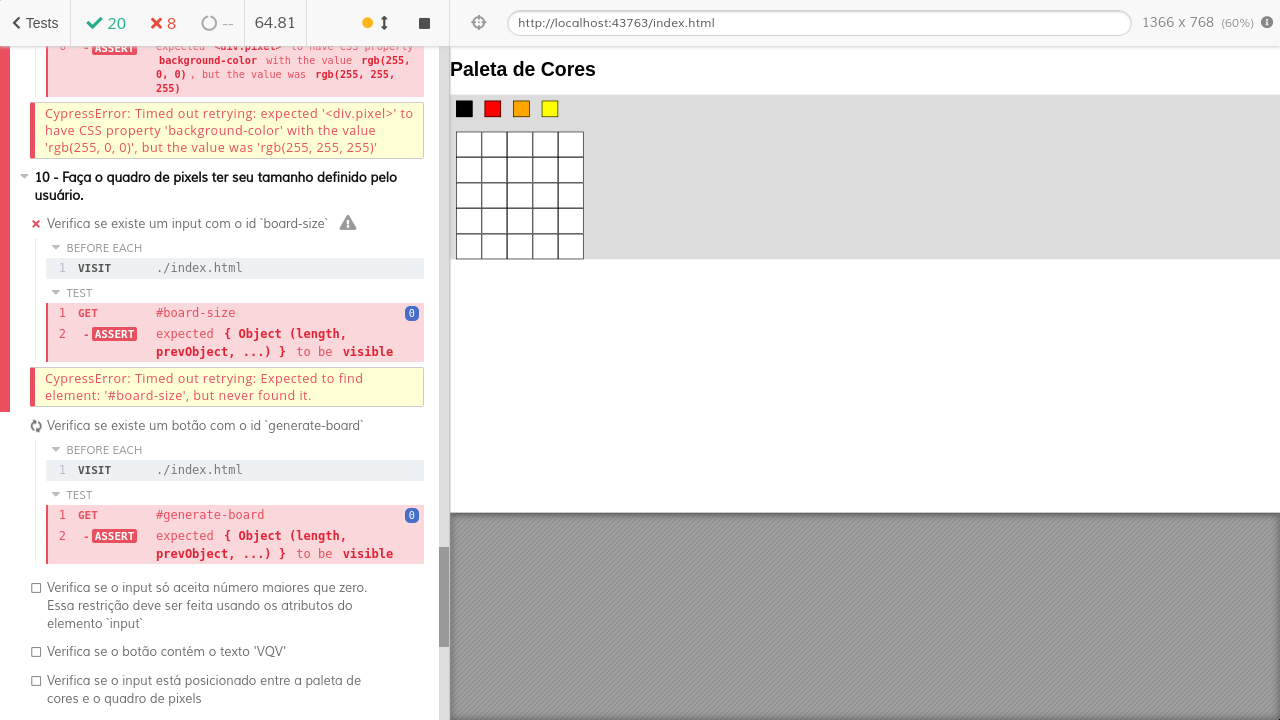 Tests
20
8
--
64.81
http://localhost:43763/index.html
1366 x 768 (60%)
6 - ASSERT expected <div.pixel> to have CSS property
background-color with the value rgb(255,
0, 0) , but the value was rgb(255, 255,
255)
CypressError: Timed out retrying: expected '<div.pixel>' to
have CSS property 'background-color' with the value
'rgb(255, 0, 0)', but the value was 'rgb(255, 255, 255)'
10 - Faça o quadro de pixels ter seu tamanho definido pelo
usuário.
Verifica se existe um input com o id `board-size`
BEFORE EACH
1 VISIT ./index.html
TEST
1 GET #board-size 0
2 - ASSERT expected { Object (length,
prevObject, ...) } to be visible
CypressError: Timed out retrying: Expected to find
element: '#board-size', but never found it.
Verifica se existe um botão com o id `generate-board`
BEFORE EACH
1 VISIT ./index.html
TEST
1 GET #generate-board 0
2 - ASSERT expected { Object (length,
prevObject, ...) } to be visible
Verifica se o input só aceita número maiores que zero.
Essa restrição deve ser feita usando os atributos do
elemento `input`
Verifica se o botão contém o texto 'VQV'
Verifica se o input está posicionado entre a paleta de
cores e o quadro de pixels
Paleta de Cores